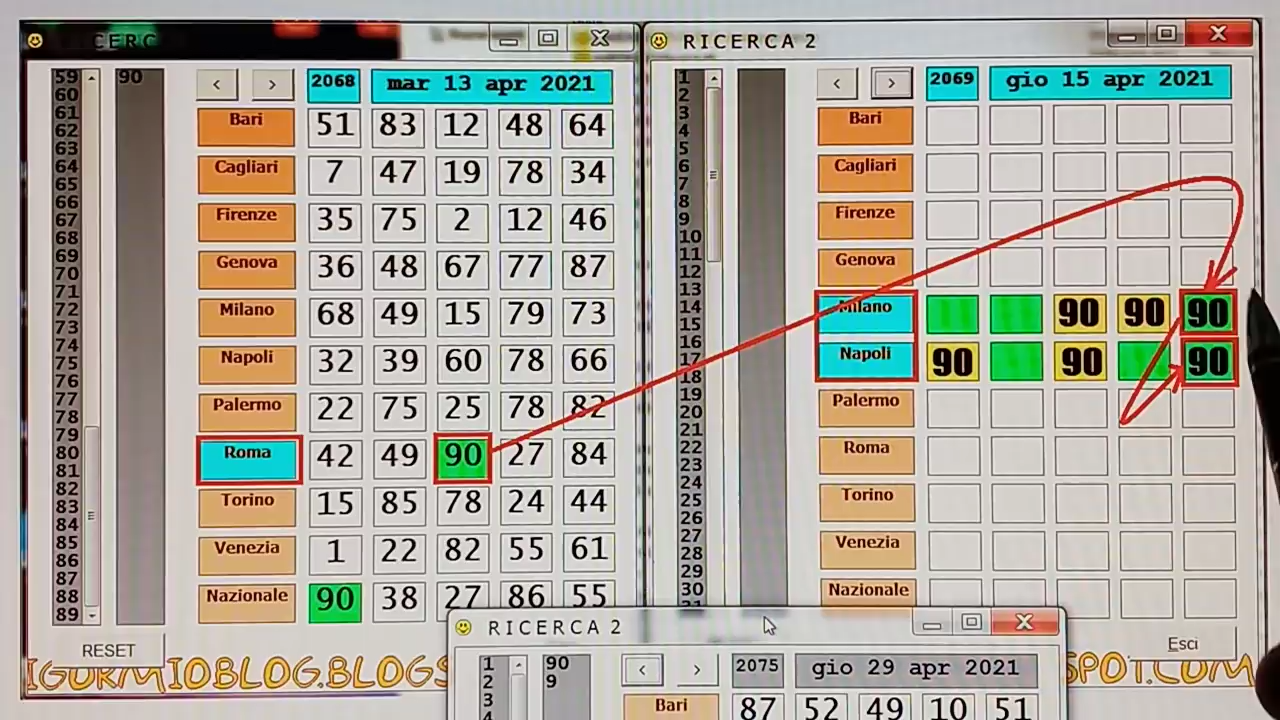 RICERCA 2
90
< >
2068 mar 13 apr 2021
Bari 51 83 12 48 64
Cagliari 7 47 19 78 34
Firenze 35 75 2 12 46
Genova 36 48 67 77 87
Milano 68 49 15 79 73
Napoli 32 39 60 78 66
Palermo 22 75 25 78 82
Roma 42 49 90 27 84
Torino 15 85 78 24 44
Venezia 1 22 82 55 61
Nazionale 90 38 27 86 55
59
60
61
62
63
64
65
66
67
68
69
70
71
72
73
74
75
76
77
78
79
80
81
82
83
84
85
86
87
88
89
RESET
< >
2069 gio 15 apr 2021
Bari
Cagliari
Firenze
Genova
Milano 90 90 90
Napoli 90 90 90
Palermo
Roma
Torino
Venezia
Nazionale
1
2
3
4
5
6
7
8
9
10
11
12
13
14
15
16
17
18
19
20
21
22
23
24
25
26
27
28
29
30
Esci
RICERCA 2
1 90
2 9
3
< >
2075 gio 29 apr 2021
Bari 87 52 49 10 51
IGORMIOBLOG.BLOGS
SPOT.COM